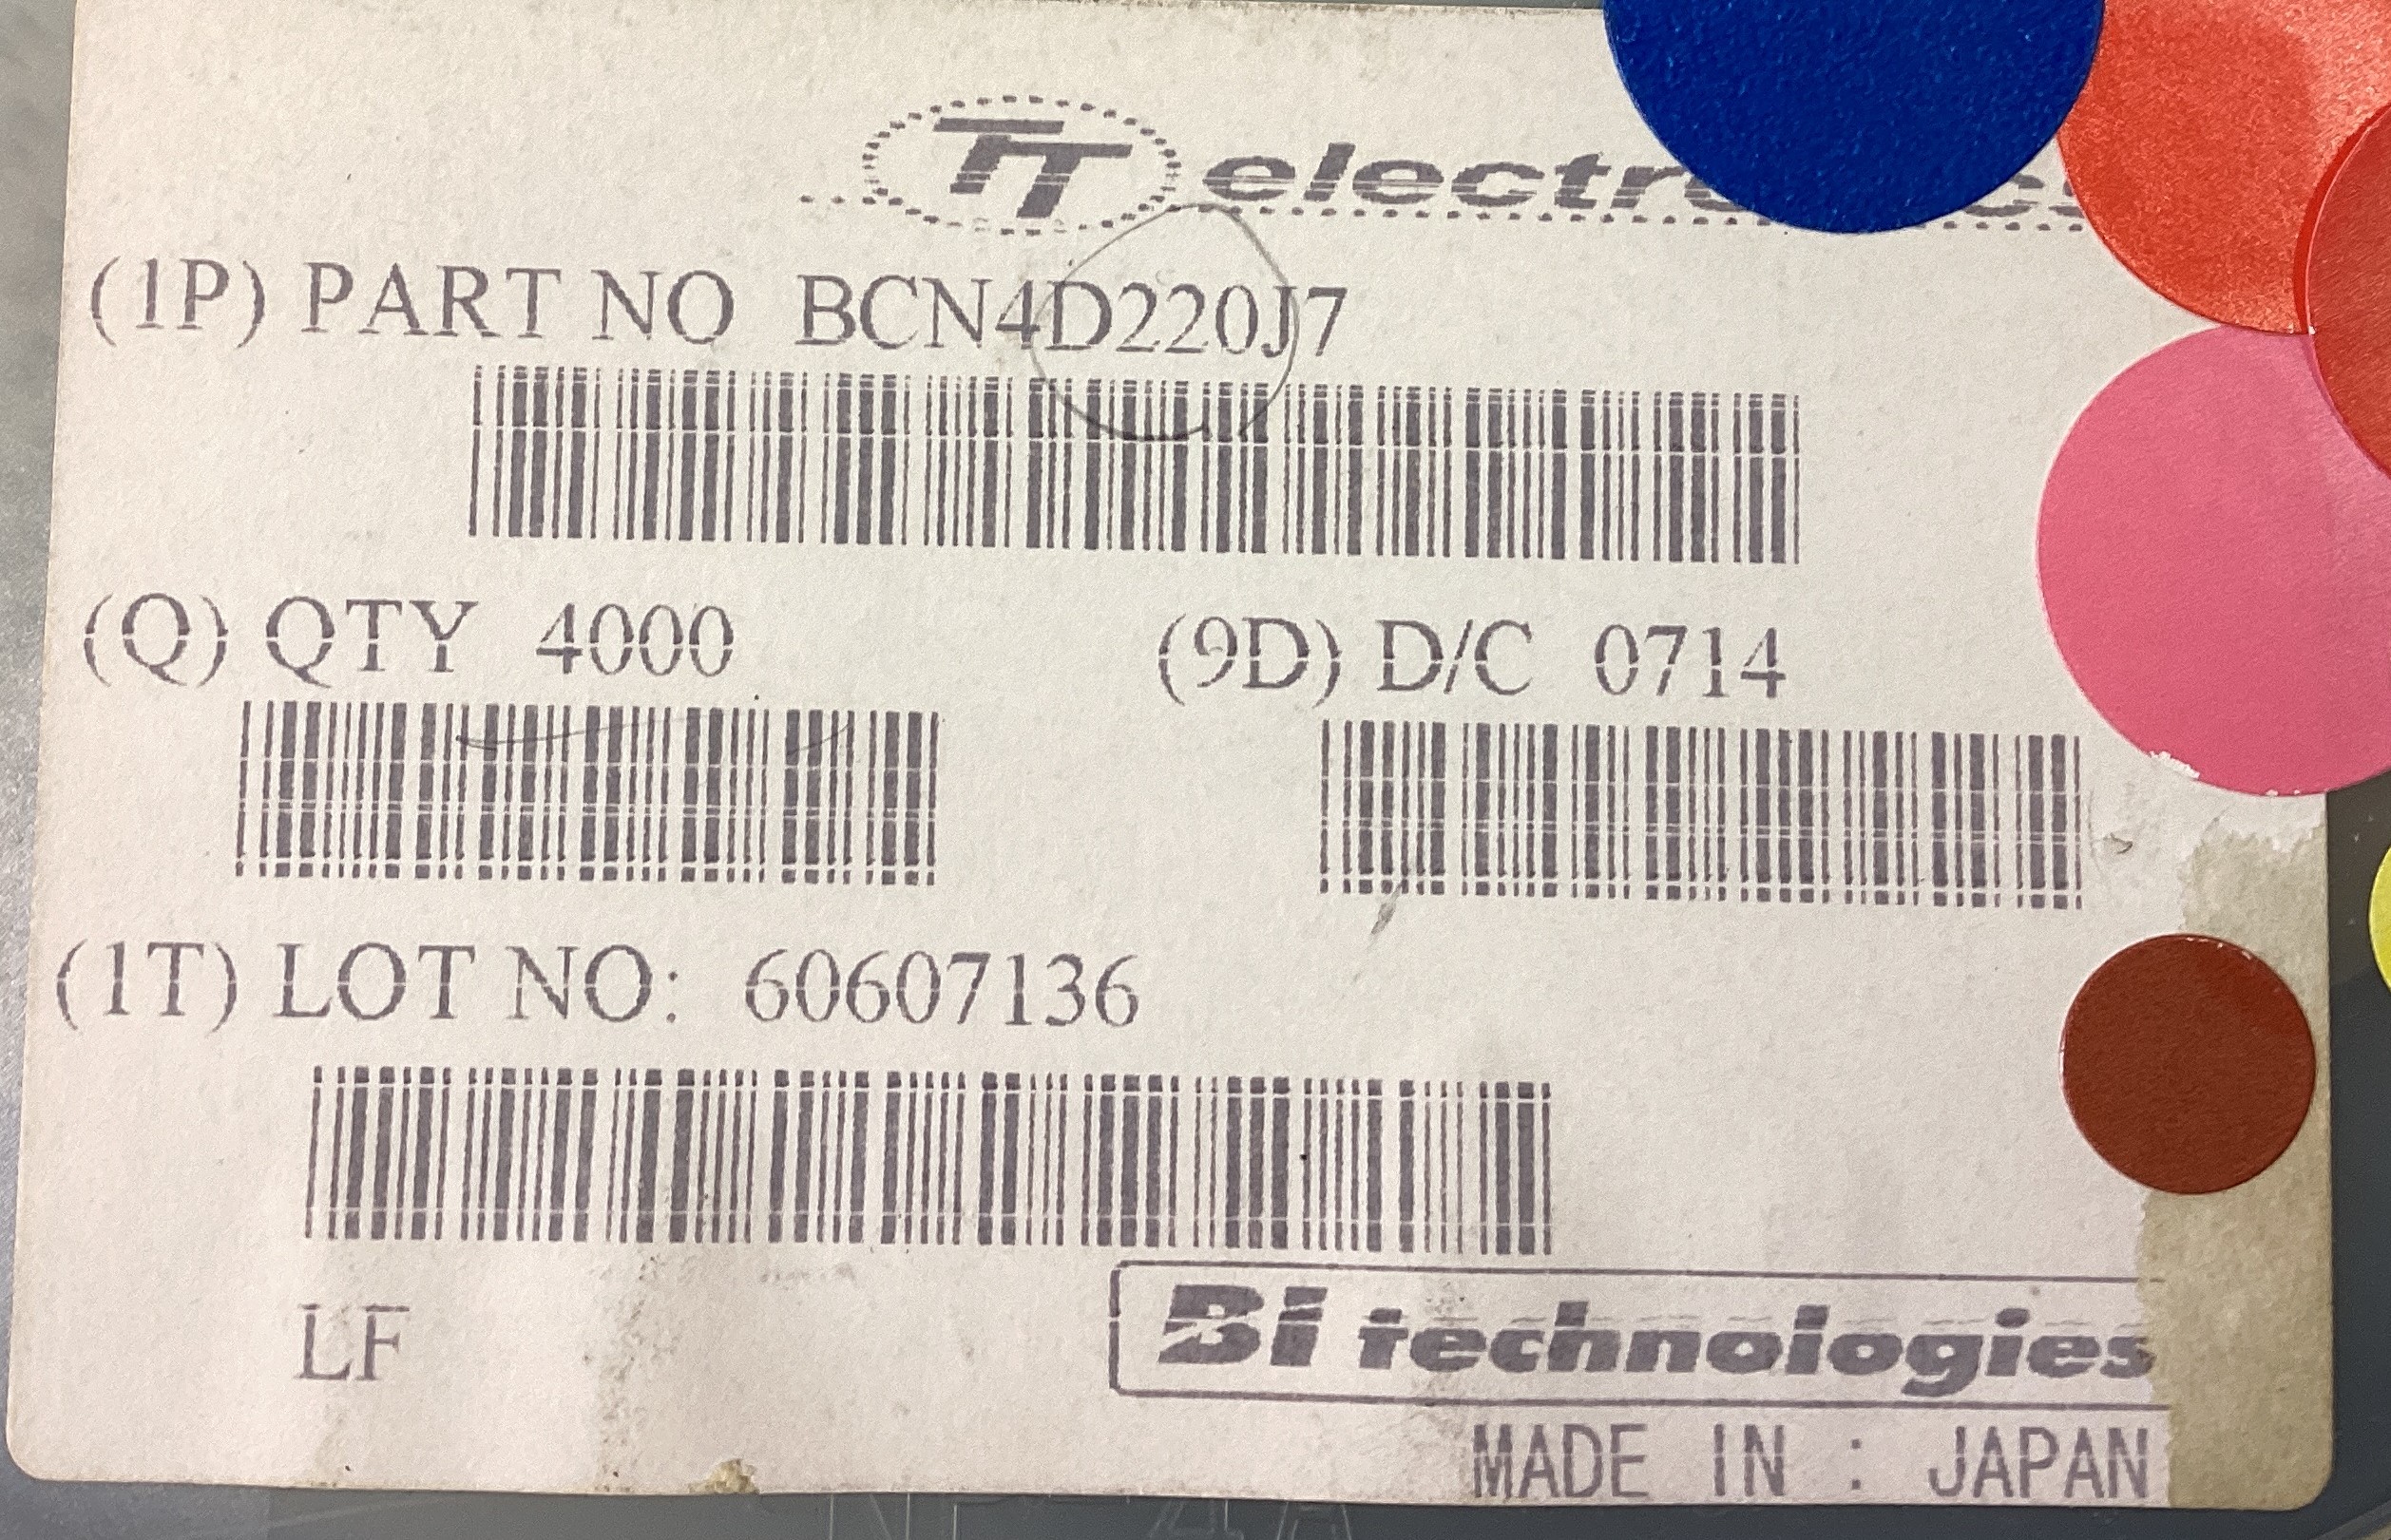 TT electronics
(1P) PART NO BCN4D220J7
(Q) QTY 4000
(9D) D/C 0714
(1T) LOT NO: 60607136
LF
BI technologies
MADE IN : JAPAN